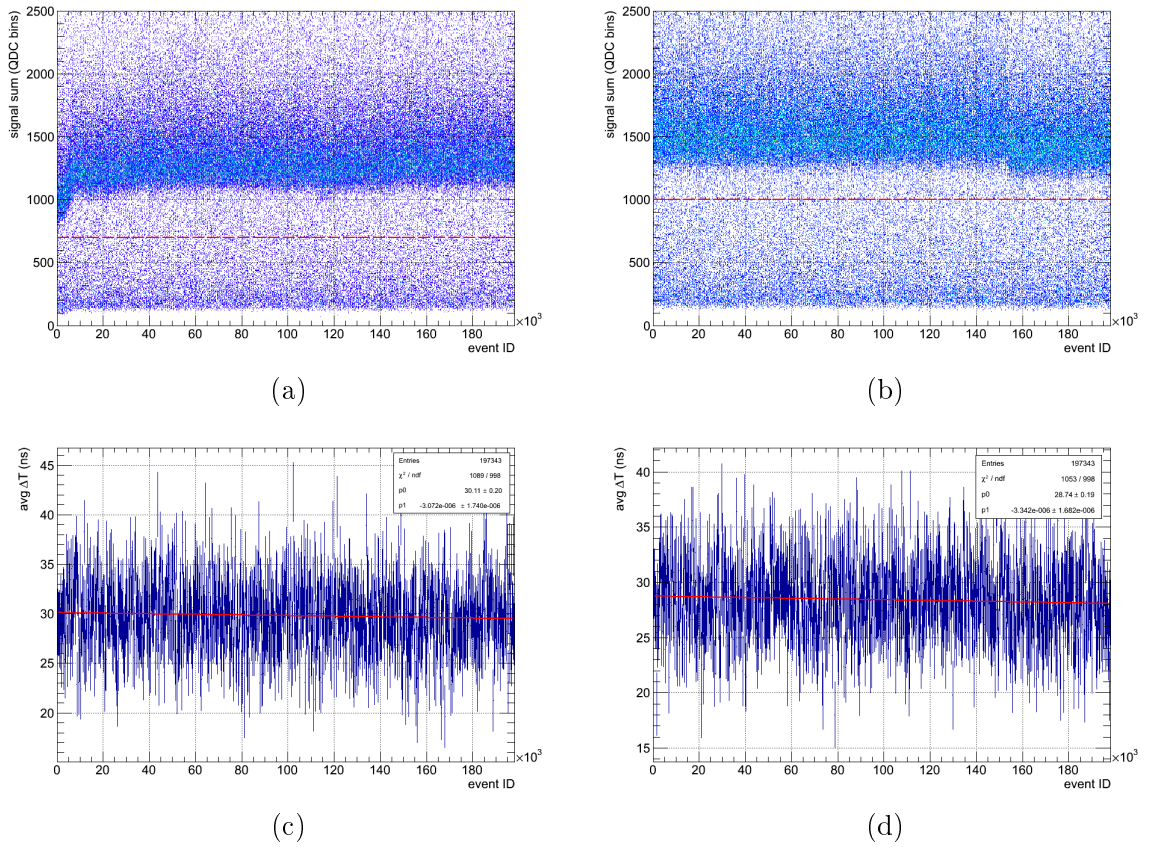 signal sum (QDC bins)
2500
2000
1500
1000
500
0
0 20 40 60 80 100 120 140 160 180
×10³
event ID
(a)
signal sum (QDC bins)
2500
2000
1500
1000
500
0
0 20 40 60 80 100 120 140 160 180
×10³
event ID
(b)
avg ΔT (ns)
45
40
35
30
25
20
Entries 197343
χ² / ndf 1089 / 998
p0 30.11 ± 0.20
p1 -3.072e-006 ± 1.740e-006
0 20 40 60 80 100 120 140 160 180
×10³
event ID
(c)
avg ΔT (ns)
40
35
30
25
20
15
Entries 197343
χ² / ndf 1053 / 998
p0 28.74 ± 0.19
p1 -3.342e-006 ± 1.682e-006
0 20 40 60 80 100 120 140 160 180
×10³
event ID
(d)